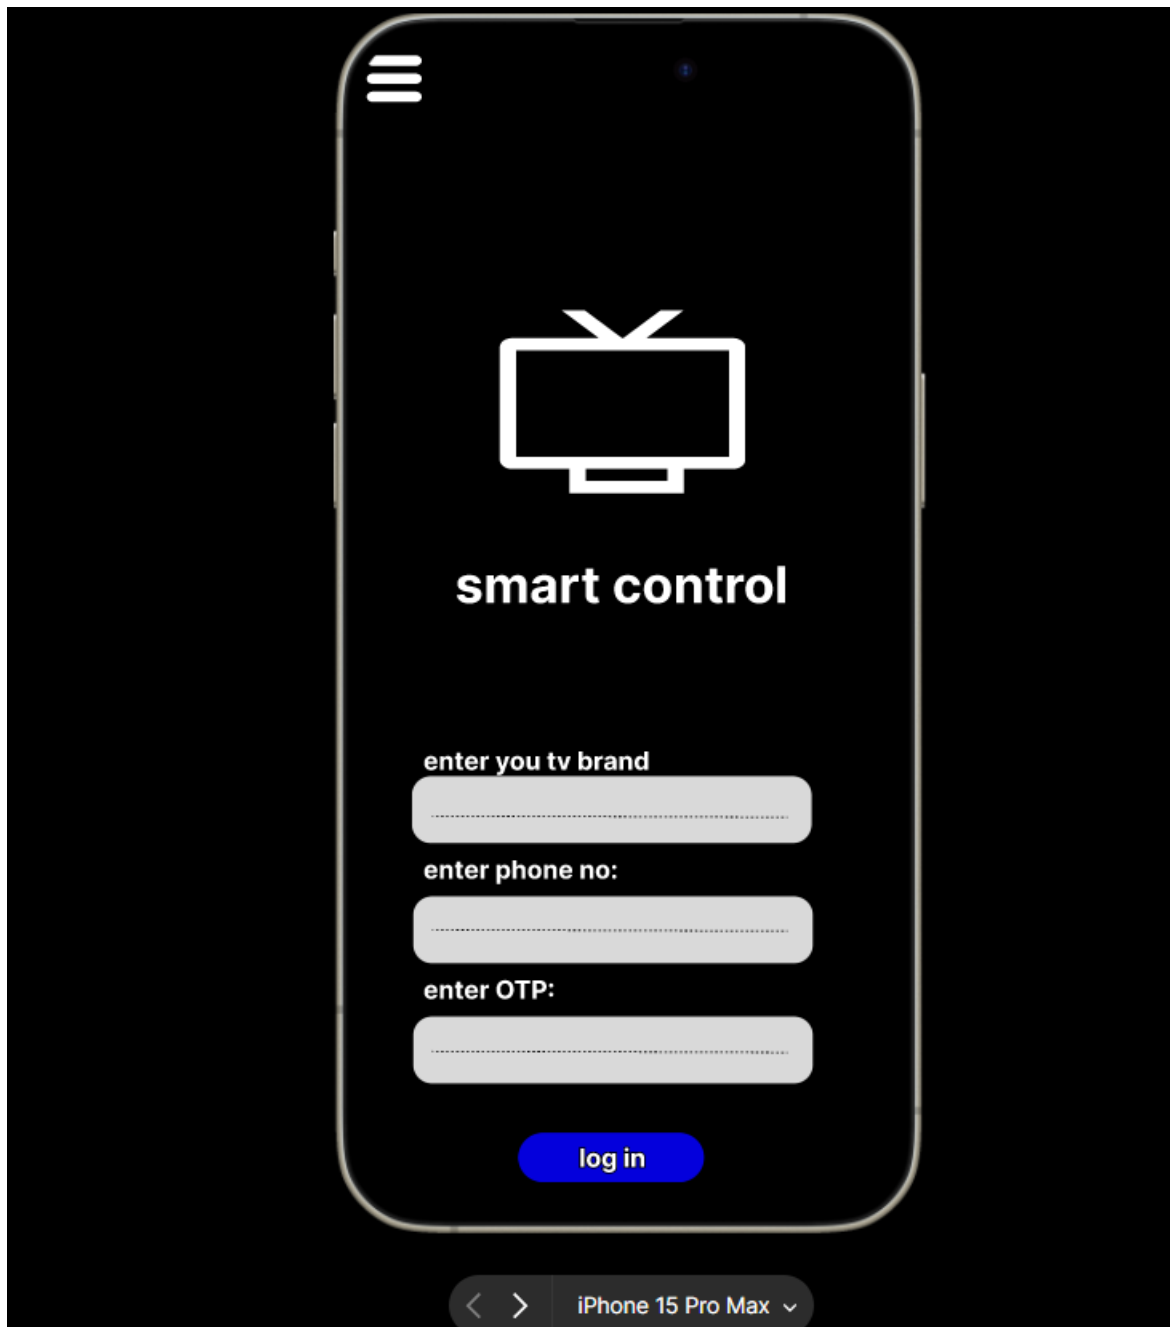 smart control
enter you tv brand
enter phone no:
enter OTP:
log in
iPhone 15 Pro Max